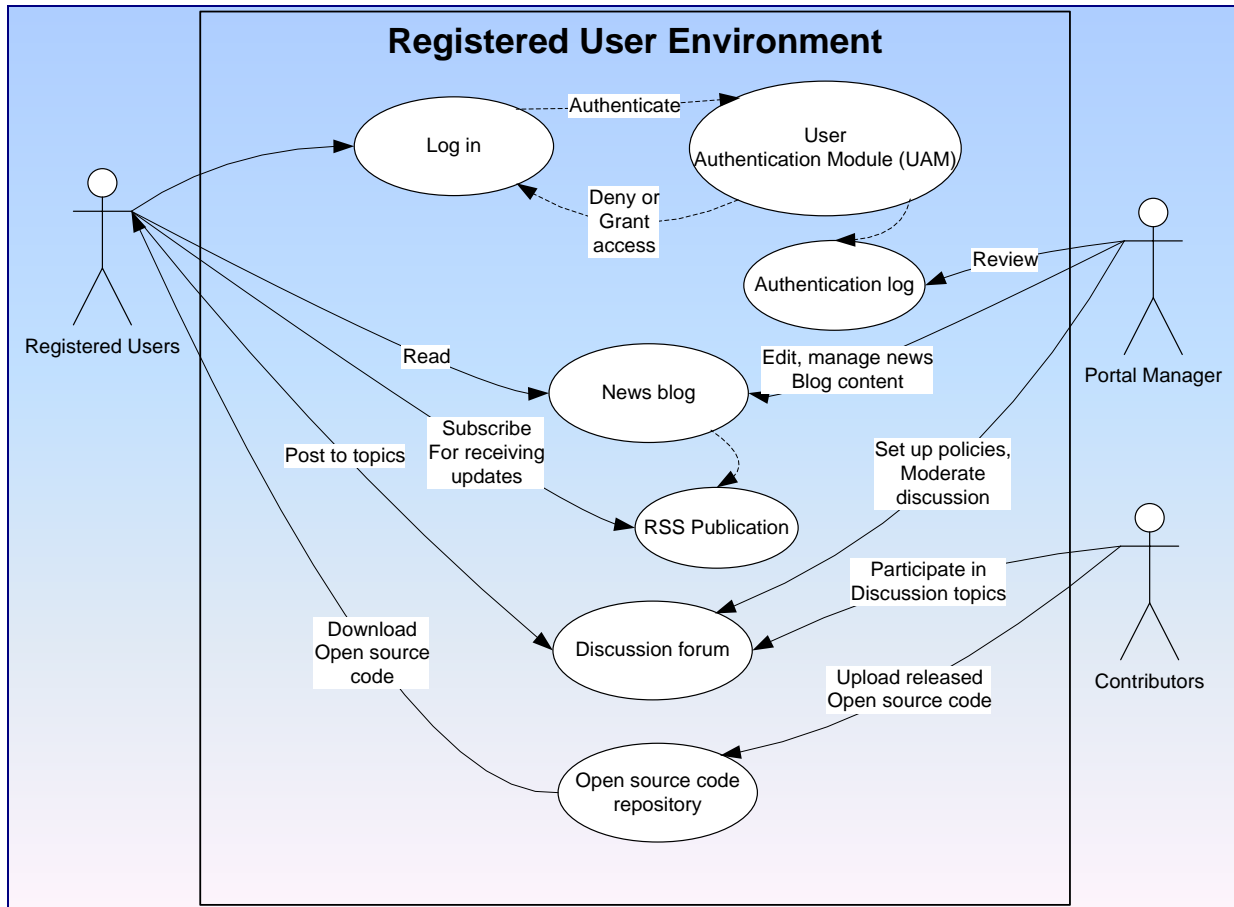 Registered User Environment
Authenticate
Log in
User
Authentication Module (UAM)
Deny or
Grant
access
Review
Authentication log
Registered Users
Read
Edit, manage news
Blog content
Portal Manager
News blog
Subscribe
For receiving
updates
Post to topics
Set up policies,
Moderate
discussion
RSS Publication
Participate in
Discussion topics
Download
Open source
code
Discussion forum
Upload released
Open source code
Contributors
Open source code
repository